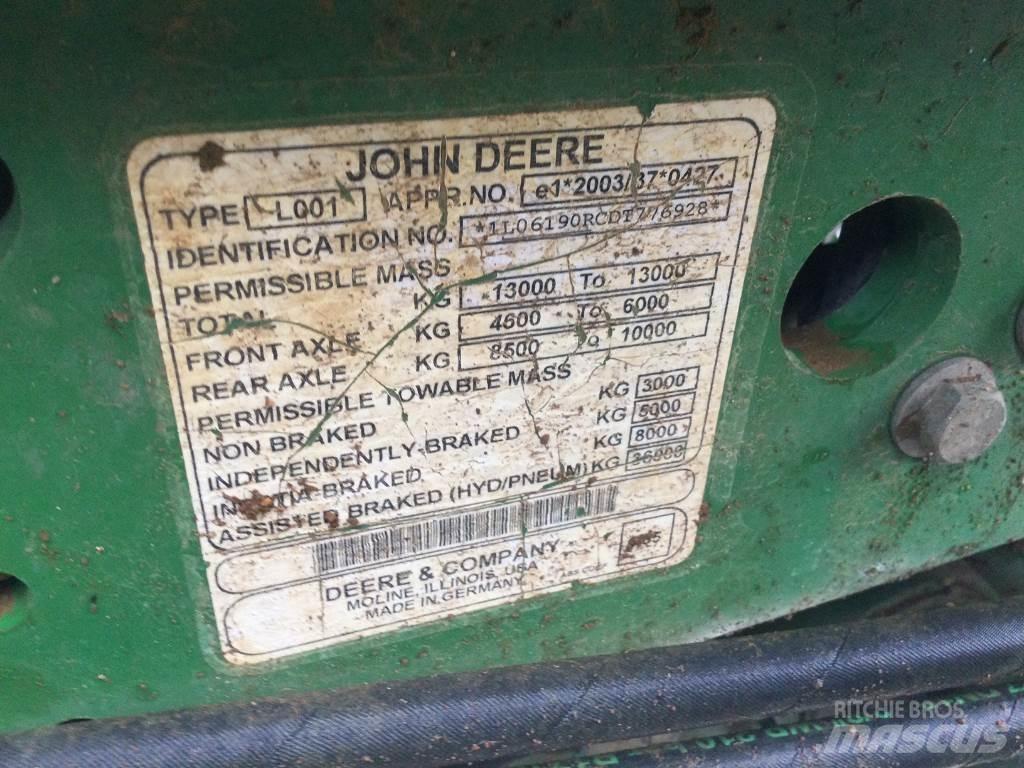 JOHN DEERE
TYPE L001 APPR.NO. e1*2003/37*0427
IDENTIFICATION NO. *1L06190RCDT776928*
PERMISSIBLE MASS
TOTAL KG 13000 To 13000
FRONT AXLE KG 4600 To 6000
REAR AXLE KG 8500 To 10000
PERMISSIBLE TOWABLE MASS
NON BRAKED KG 3000
INDEPENDENTLY-BRAKED KG 5000
BRAKED KG 8000
ASSISTED BRAKED (HYD/PNEUM) KG 36000
DEERE & COMPANY
MOLINE, ILLINOIS, USA
MADE IN GERMANY
RITCHIE BROS
mascus